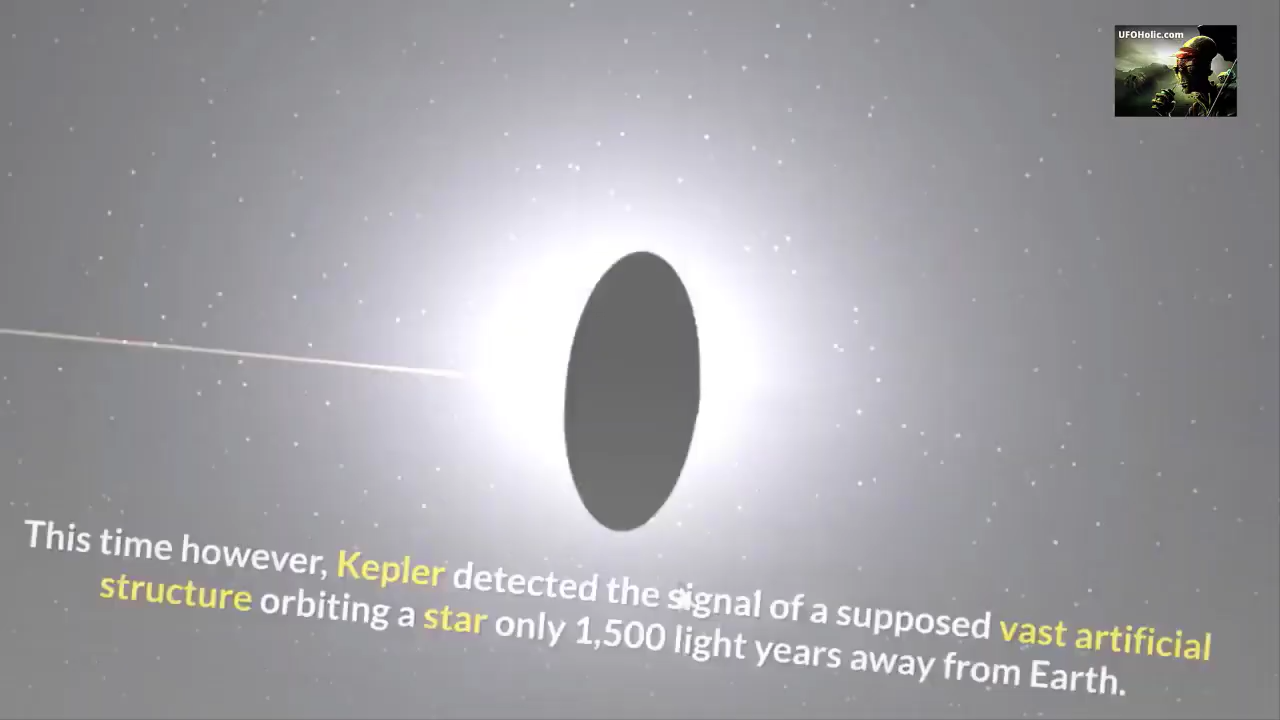 UFOHolic.com
This time however, Kepler detected the signal of a supposed vast artificial
structure orbiting a star only 1,500 light years away from Earth.